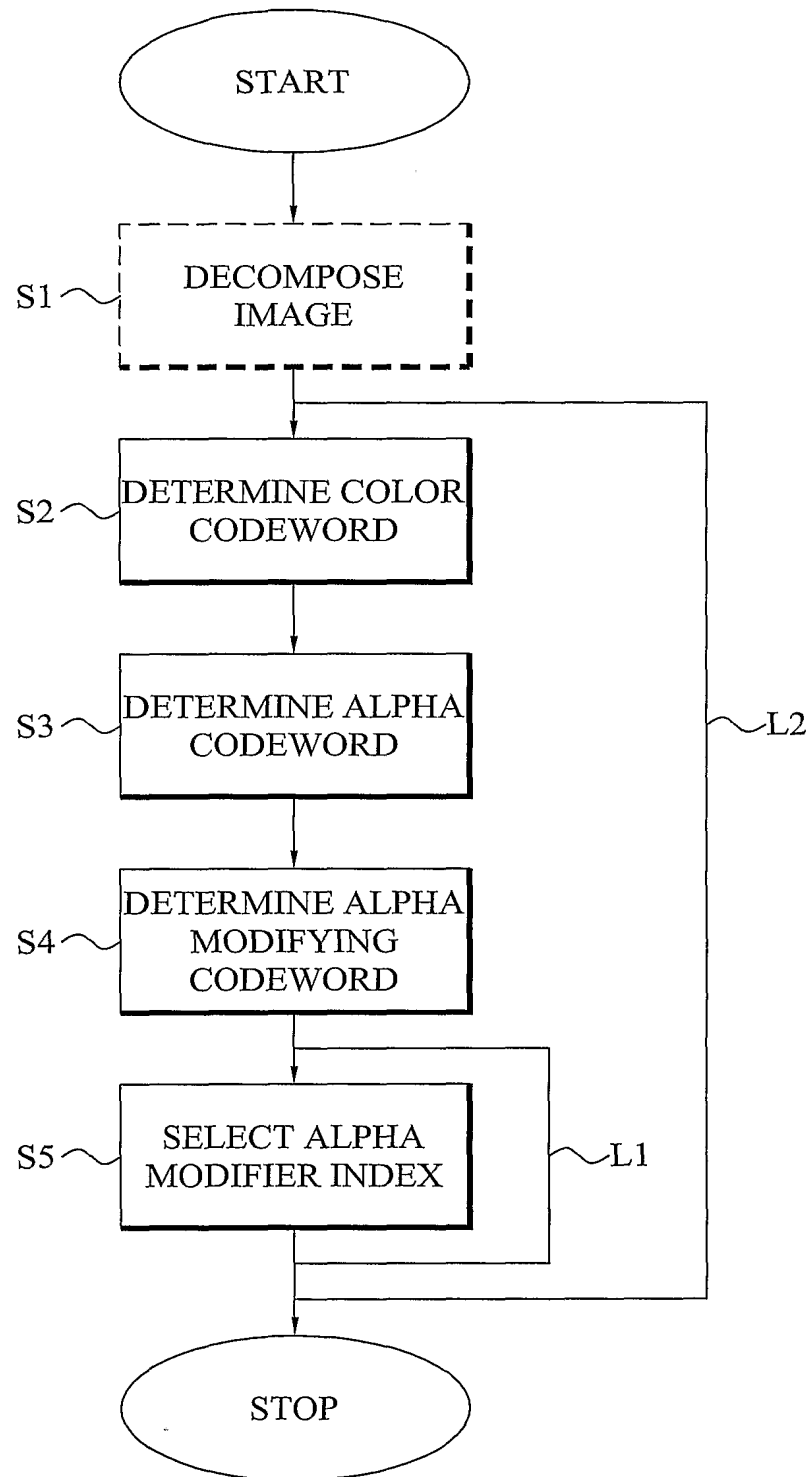 START
S1
DECOMPOSE
IMAGE
S2
DETERMINE COLOR
CODEWORD
S3
DETERMINE ALPHA
CODEWORD
L2
S4
DETERMINE ALPHA
MODIFYING
CODEWORD
S5
SELECT ALPHA
MODIFIER INDEX
L1
STOP